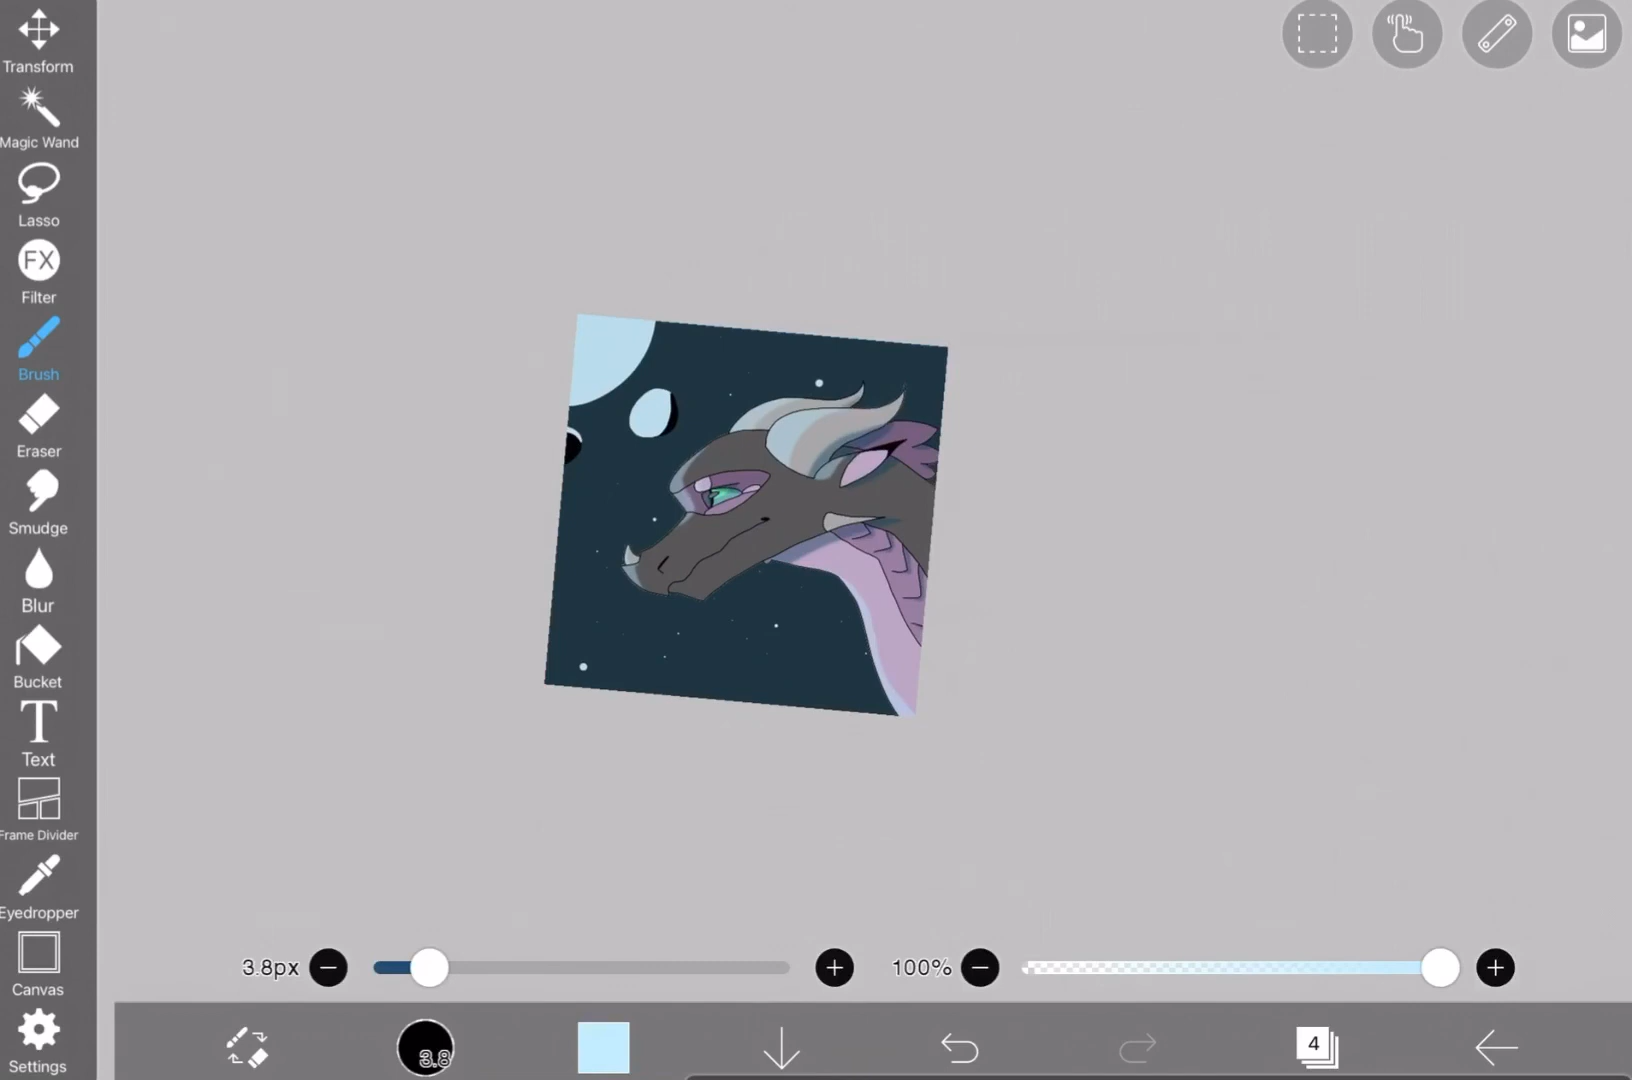 Transform
Magic Wand
Lasso
FX
Filter
Brush
Eraser
Smudge
Blur
Bucket
T
Text
Frame Divider
Eyedropper
Canvas
Settings
3.8px
100%
3.8
4